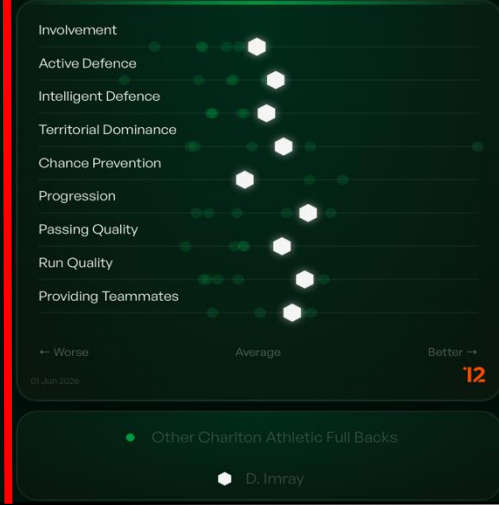 Involvement
Active Defence
Intelligent Defence
Territorial Dominance
Chance Prevention
Progression
Passing Quality
Run Quality
Providing Teammates
← Worse Average Better →
01 Jun 2026
'12
Other Charlton Athletic Full Backs
D. Imray